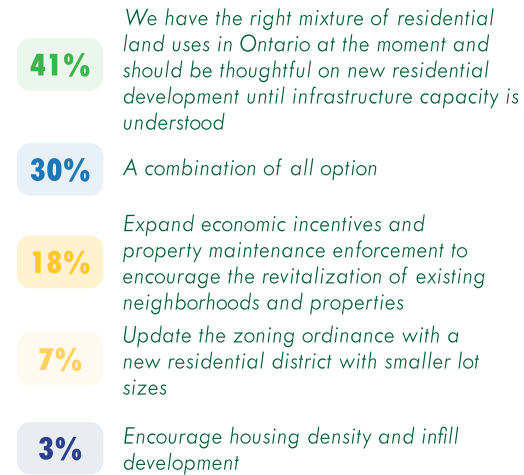 We have the right mixture of residential
land uses in Ontario at the moment and
41%
should be thoughtful on new residential
development until infrastructure capacity is
understood
30%
A combination of all option
Expand economic incentives and
property maintenance enforcement to
18%
encourage the revitalization of existing
neighborhoods and properties
Update the zoning ordinance with a
7%
new residential district with smaller lot
sizes
3%
Encourage housing density and infill
development